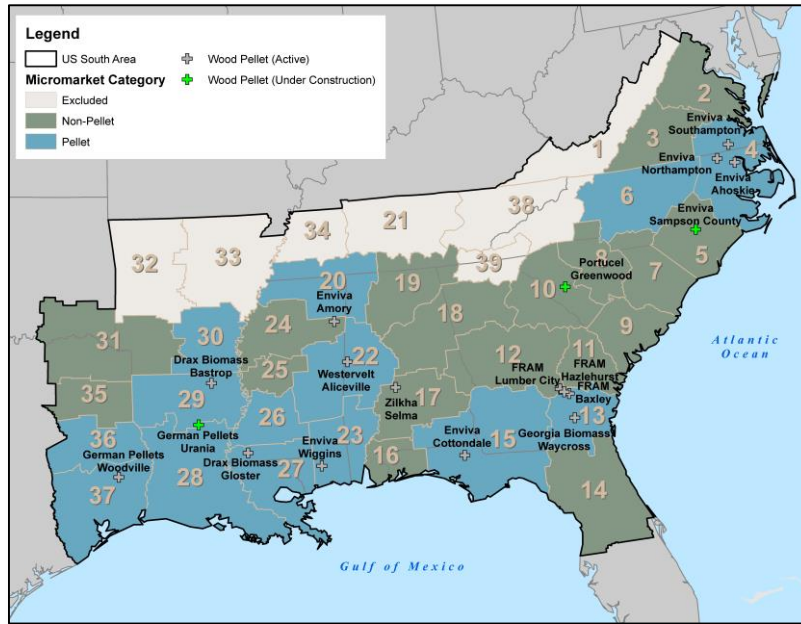 Legend
US South Area
Wood Pellet (Active)
Micromarket Category
Wood Pellet (Under Construction)
Excluded
Non-Pellet
Pellet
1
2
3
Enviva
Southampton
4
Enviva
Northampton
Enviva
Ahoskie
6
Enviva
Sampson County
5
38
21
34
33
32
39
20
Enviva
Amory
19
8
Portucel
Greenwood
10
7
18
9
Atlantic
Ocean
31
30
24
Drax Biomass
Bastrop
25
22
Westervelt
Aliceville
12
11
FRAM
Lumber City
FRAM
Hazlehurst
FRAM
Baxley
35
29
26
17
Zilkha
Selma
13
Georgia Biomass
Waycross
36
German Pellets
Urania
German Pellets
Woodville
37
28
Drax Biomass
Gloster
27
Enviva
Wiggins
23
16
Enviva
Cottondale
15
14
Gulf of Mexico